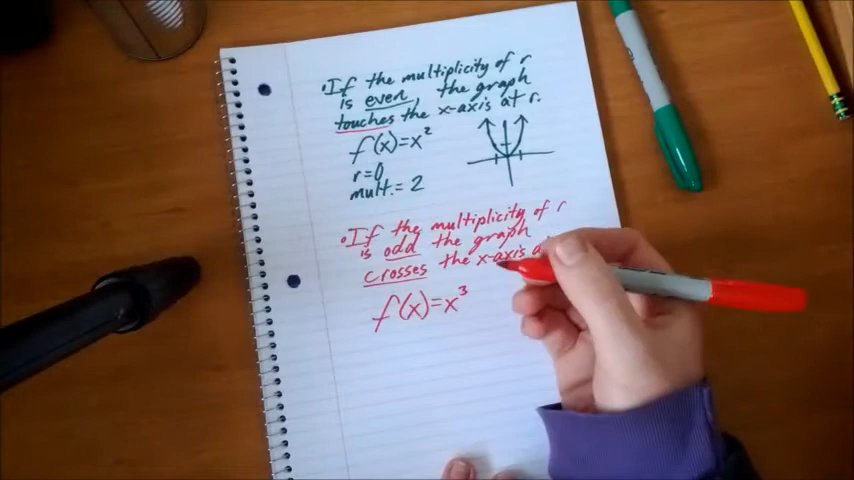 • If the multiplicity of r
is even, the graph
touches the x-axis at r.
f(x)=x²
r=0
mult.= 2
• If the multiplicity of r
is odd the graph
crosses the x-axis
f(x)=x³